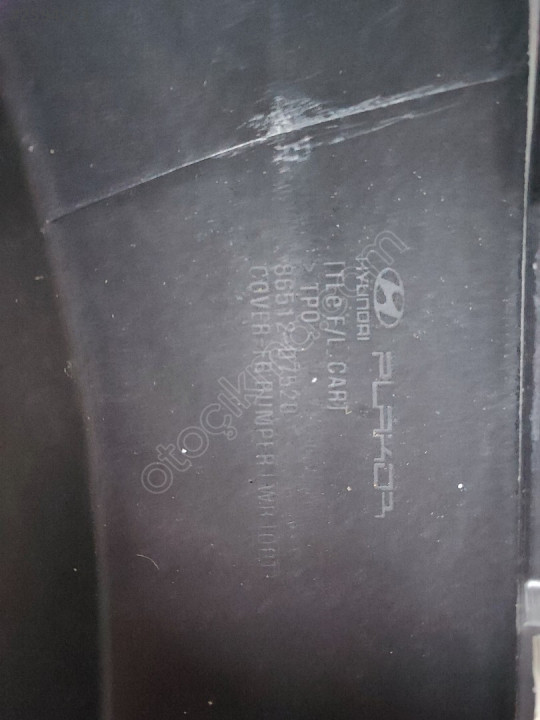 HYUNDAI PLAKOR
[TLe F/L CAR]
>TPO
86512-D7520
COVER-FR BUMPER LWR